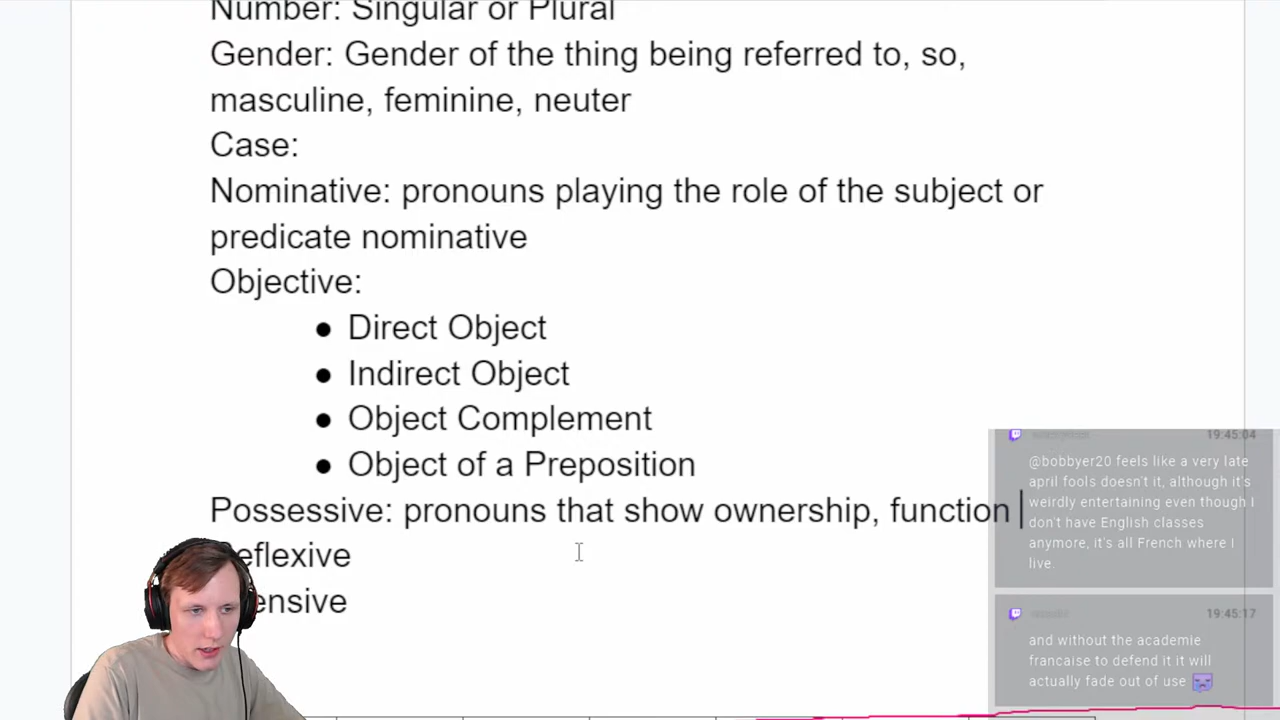 Number: Singular or Plural
Gender: Gender of the thing being referred to, so,
masculine, feminine, neuter
Case:
Nominative: pronouns playing the role of the subject or
predicate nominative
Objective:
● Direct Object
● Indirect Object
● Object Complement
● Object of a Preposition
Possessive: pronouns that show ownership, function
eflexive
ensive
19:45:04
@bobbyer20 feels like a very late
april fools doesn't it, although it's
weirdly entertaining even though I
don't have English classes
anymore, it's all French where I
live.
19:45:17
and without the academie
francaise to defend it it will
actually fade out of use